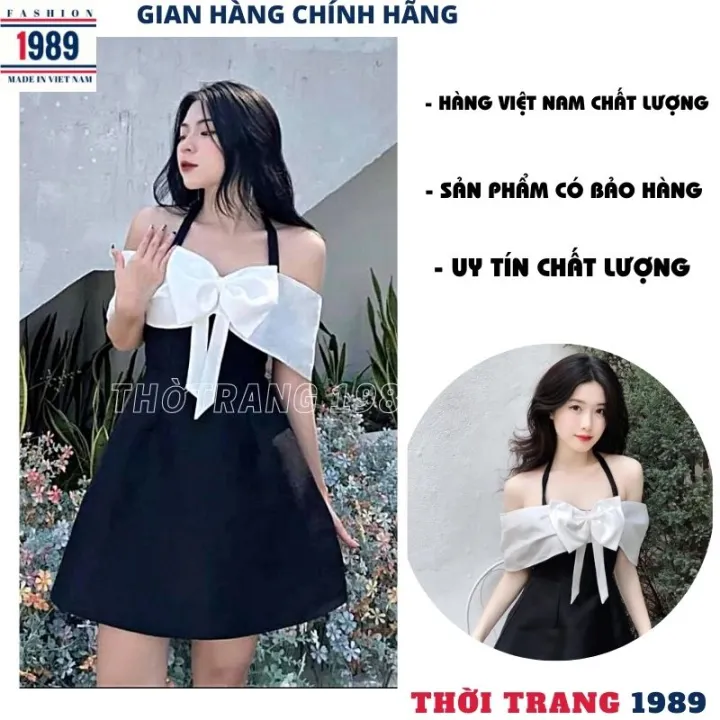 FASHION
1989
MADE IN VIET NAM
GIAN HÀNG CHÍNH HÃNG
- HÀNG VIỆT NAM CHẤT LƯỢNG
- SẢN PHẨM CÓ BẢO HÀNG
- UY TÍN CHẤT LƯỢNG
THỜI TRANG 198
THỜI TRANG 1989